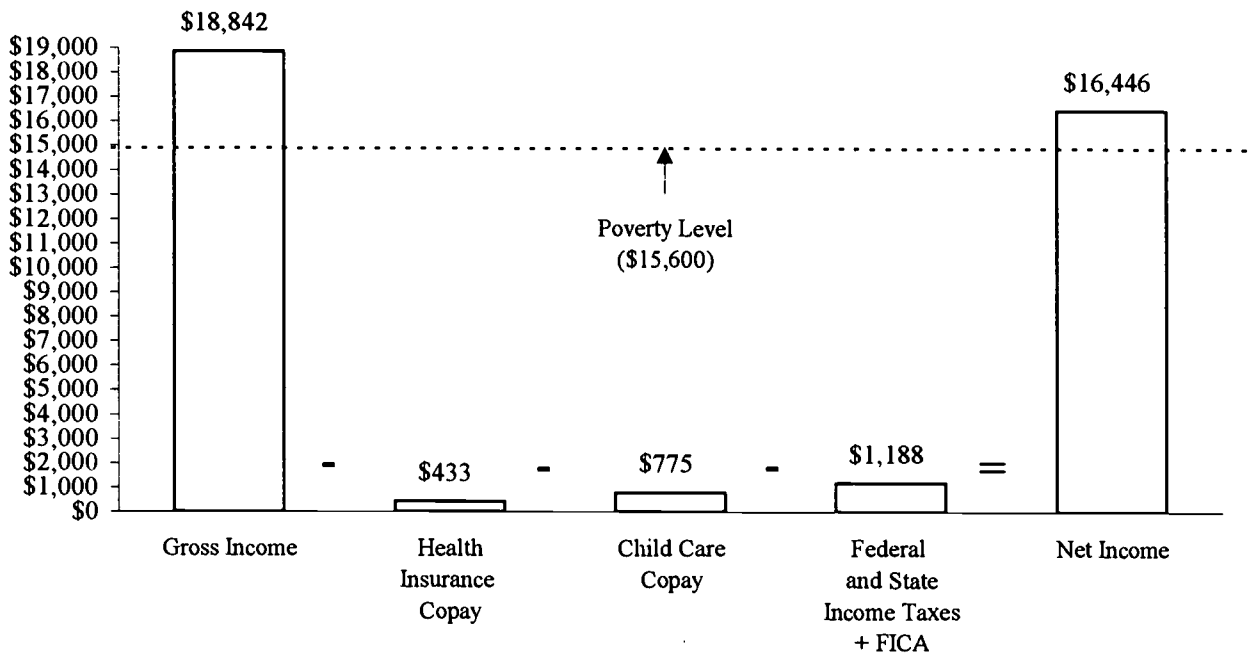 $18,842
$19,000
$18,000
$17,000
$16,000
$15,000
$14,000
$13,000
$12,000
$11,000
$10,000
$9,000
$8,000
$7,000
$6,000
$5,000
$4,000
$3,000
$2,000
$1,000
$0
$16,446
Poverty Level
($15,600)
-
$433
-
$775
-
$1,188
=
Gross Income
Health
Insurance
Copay
Child Care
Copay
Federal
and State
Income Taxes
+ FICA
Net Income